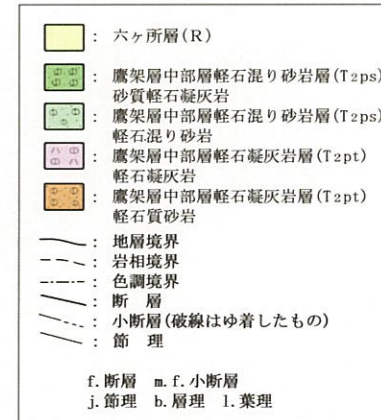 : 六ヶ所層(R)
: 鷹架層中部層軽石混り砂岩層(T2ps)
砂質軽石凝灰岩
: 鷹架層中部層軽石混り砂岩層(T2ps)
軽石混り砂岩
: 鷹架層中部層軽石凝灰岩層(T2pt)
軽石凝灰岩
: 鷹架層中部層軽石凝灰岩層(T2pt)
軽石質砂岩
: 地層境界
: 岩相境界
: 色調境界
: 断 層
: 小断層(破線はゆ着したもの)
: 節 理
f.断層 m.f.小断層
j.節理 b.層理 l.葉理